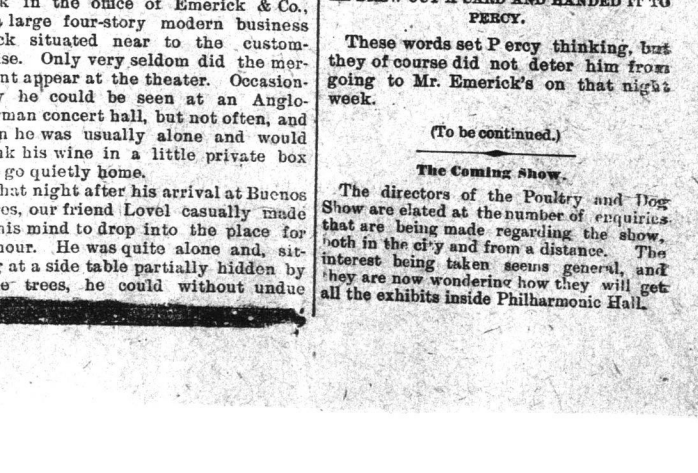 in the office of Emerick & Co.,
large four-story modern business
ck situated near to the custom-
se. Only very seldom did the mer-
nt appear at the theater. Occasion-
y he could be seen at an Anglo-
man concert hall, but not often, and
n he was usually alone and would
nk his wine in a little private box
go quietly home.
hat night after his arrival at Buenos
es, our friend Lovel casually made
his mind to drop into the place for
hour. He was quite alone and, sit-
at a side table partially hidden by
e trees, he could without undue
A CARD AND HANDED IT TO
PERCY.
These words set P ercy thinking, but
they of course did not deter him from
going to Mr. Emerick's on that night
week.
(To be continued.)
The Coming Show.
The directors of the Poultry and Dog
Show are elated at the number of enquiries
that are being made regarding the show,
both in the city and from a distance. The
interest being taken seems general, and
they are now wondering how they will get
all the exhibits inside Philharmonic Hall.